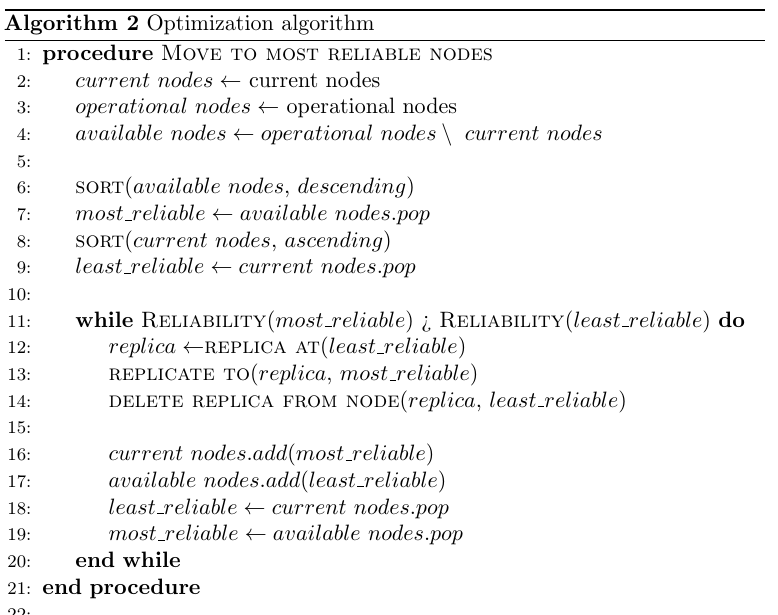 Algorithm 2 Optimization algorithm
1: procedure Move to most reliable nodes
2: current nodes ← current nodes
3: operational nodes ← operational nodes
4: available nodes ← operational nodes \ current nodes
5:
6: sort(available nodes, descending)
7: most_reliable ← available nodes.pop
8: sort(current nodes, ascending)
9: least_reliable ← current nodes.pop
10:
11: while Reliability(most_reliable) ¿ Reliability(least_reliable) do
12: replica ←replica at(least_reliable)
13: replicate to(replica, most_reliable)
14: delete replica from node(replica, least_reliable)
15:
16: current nodes.add(most_reliable)
17: available nodes.add(least_reliable)
18: least_reliable ← current nodes.pop
19: most_reliable ← available nodes.pop
20: end while
21: end procedure
22: